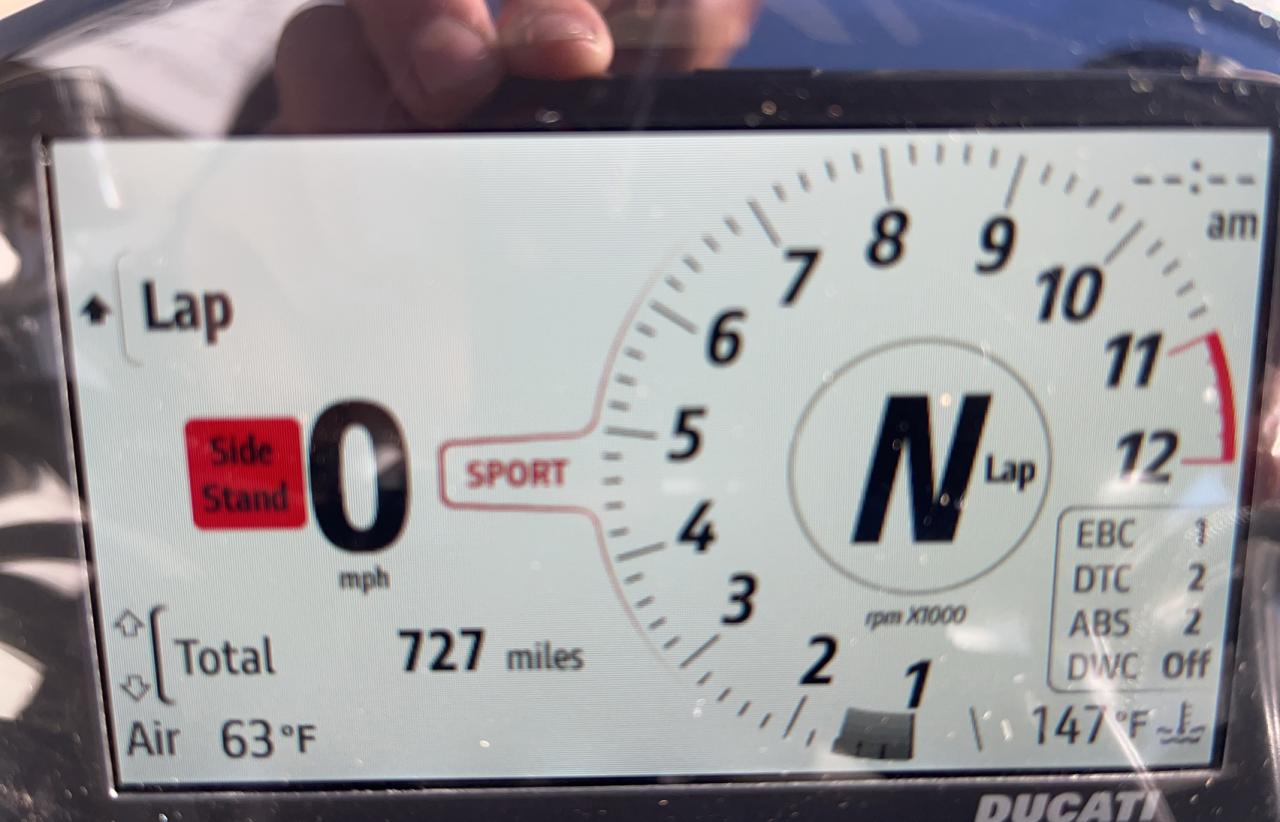 --:--
am
Lap
Side
Stand
0
mph
SPORT
1
2
3
4
5
6
7
8
9
10
11
12
N Lap
rpm X1000
EBC 1
DTC 2
ABS 2
DWC Off
Total 727 miles
Air 63°F
147°F
DUCATI